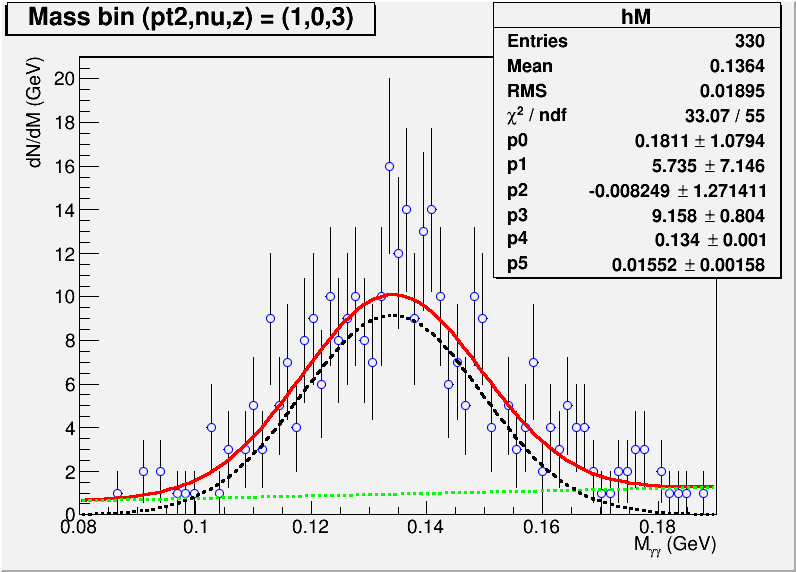 Mass bin (pt2,nu,z) = (1,0,3)
hM
Entries 330
Mean 0.1364
RMS 0.01895
χ² / ndf 33.07 / 55
p0 0.1811 ± 1.0794
p1 5.735 ± 7.146
p2 -0.008249 ± 1.271411
p3 9.158 ± 0.804
p4 0.134 ± 0.001
p5 0.01552 ± 0.00158
dN/dM (GeV)
20
18
16
14
12
10
8
6
4
2
0
0.08 0.1 0.12 0.14 0.16 0.18
Mγγ (GeV)